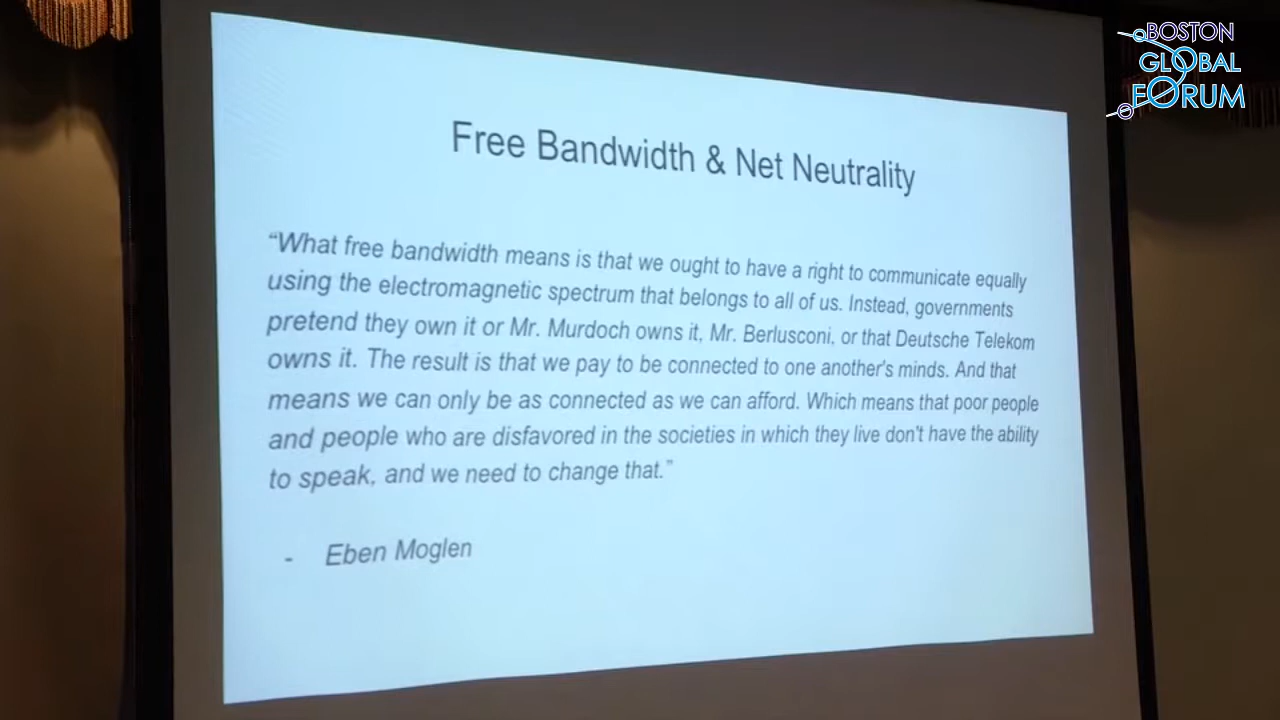 BOSTON
GLOBAL
FORUM
Free Bandwidth & Net Neutrality
“What free bandwidth means is that we ought to have a right to communicate equally
using the electromagnetic spectrum that belongs to all of us. Instead, governments
pretend they own it or Mr. Murdoch owns it, Mr. Berlusconi, or that Deutsche Telekom
owns it. The result is that we pay to be connected to one another's minds. And that
means we can only be as connected as we can afford. Which means that poor people
and people who are disfavored in the societies in which they live don't have the ability
to speak, and we need to change that.”
- Eben Moglen